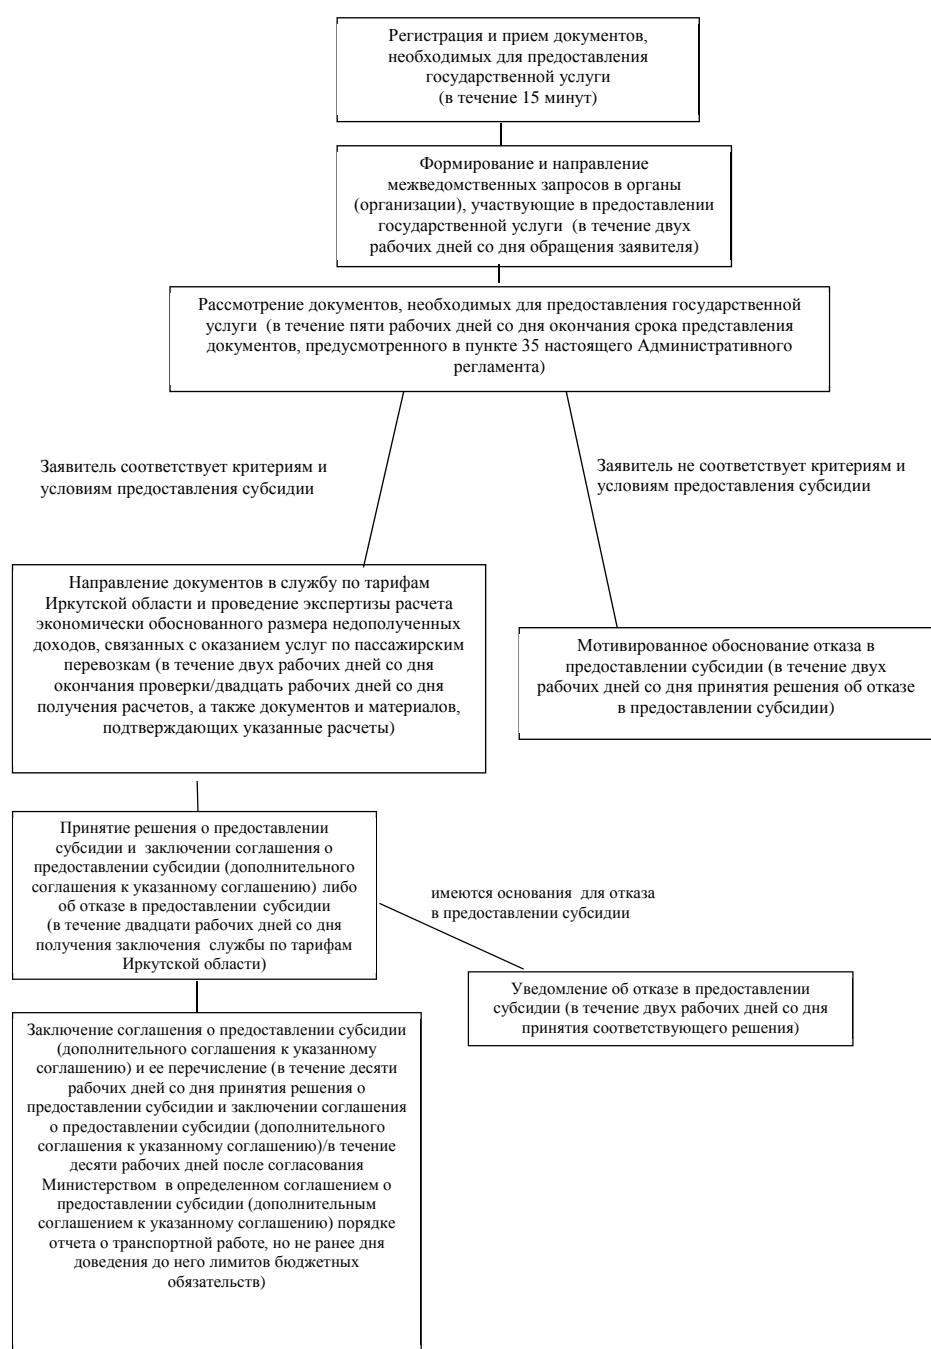 Регистрация и прием документов,
необходимых для предоставления
государственной услуги
(в течение 15 минут)
Формирование и направление
межведомственных запросов в органы
(организации), участвующие в предоставлении
государственной услуги  (в течение двух
рабочих дней со дня обращения заявителя)
Рассмотрение документов, необходимых для предоставления государственной
услуги  (в течение пяти рабочих дней со дня окончания срока представления
документов, предусмотренного в пункте 35 настоящего Административного
регламента)
Заявитель соответствует критериям и
условиям предоставления субсидии
Заявитель не соответствует критериям и
условиям предоставления субсидии
Направление документов в службу по тарифам
Иркутской области и проведение экспертизы расчета
экономически обоснованного размера недополученных
доходов, связанных с оказанием услуг по пассажирским
перевозкам (в течение двух рабочих дней со дня
окончания проверки/двадцать рабочих дней со дня
получения расчетов, а также документов и материалов,
подтверждающих указанные расчеты)
Мотивированное обоснование отказа в
предоставлении субсидии (в течение двух
рабочих дней со дня принятия решения об отказе
в предоставлении субсидии)
Принятие решения о предоставлении
субсидии и  заключении соглашения о
предоставлении субсидии (дополнительного
соглашения к указанному соглашению) либо
об отказе в предоставлении субсидии
(в течение двадцати рабочих дней со дня
получения заключения  службы по тарифам
Иркутской области)
имеются основания  для отказа
в предоставлении субсидии
Уведомление об отказе в предоставлении
субсидии (в течение двух рабочих дней со дня
принятия соответствующего решения)
Заключение соглашения о предоставлении субсидии
(дополнительного соглашения к указанному
соглашению) и ее перечисление (в течение десяти
рабочих дней со дня принятия решения о
предоставлении субсидии и заключении соглашения
о предоставлении субсидии (дополнительного
соглашения к указанному соглашению)/в течение
десяти рабочих дней после согласования
Министерством  в определенном соглашением о
предоставлении субсидии (дополнительным
соглашением к указанному соглашению) порядке
отчета о транспортной работе, но не ранее дня
доведения до него лимитов бюджетных
обязательств)